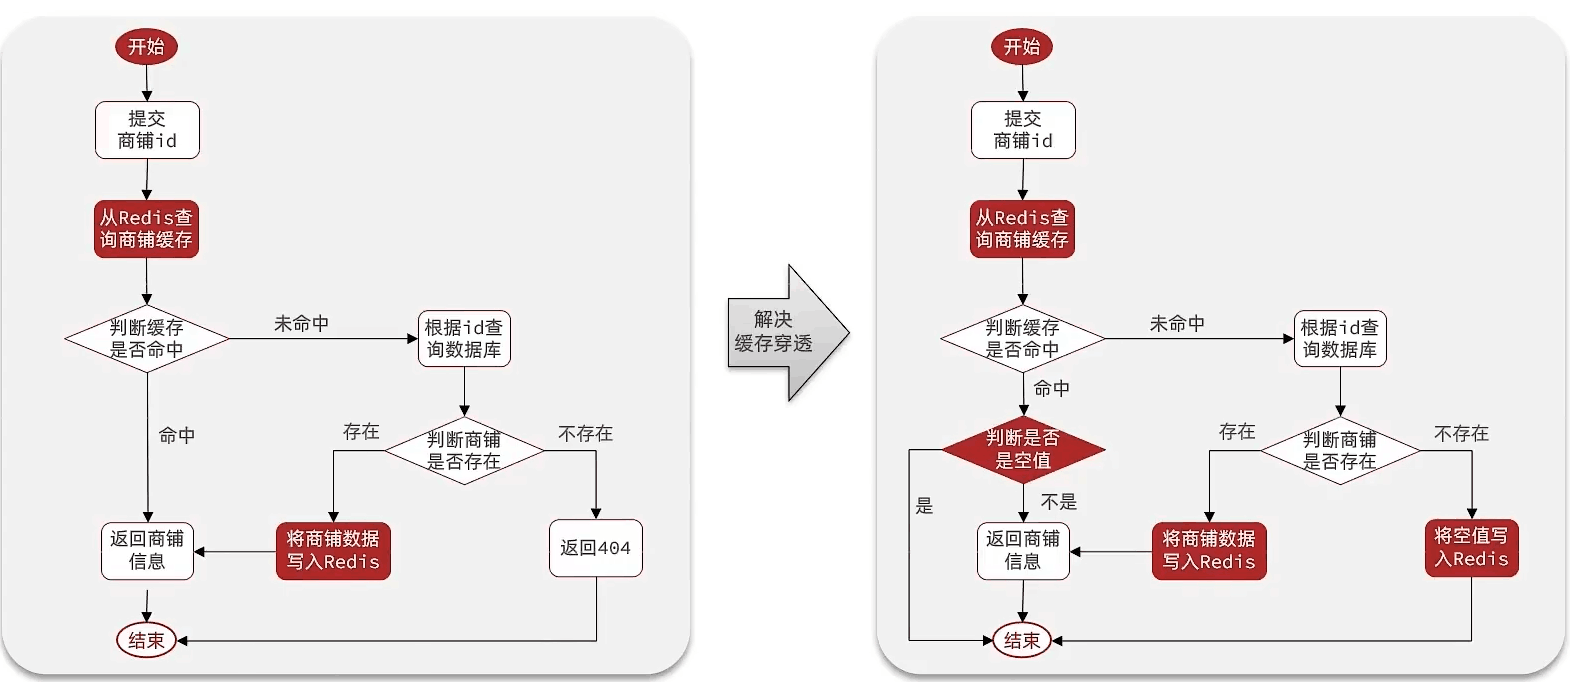 开始
提交
商铺id
从Redis查
询商铺缓存
判断缓存
是否命中
未命中
根据id查
询数据库
命中
存在
判断商铺
是否存在
不存在
返回商铺
信息
将商铺数据
写入Redis
返回404
结束
解决
缓存穿透
开始
提交
商铺id
从Redis查
询商铺缓存
判断缓存
是否命中
未命中
根据id查
询数据库
命中
判断是否
是空值
存在
判断商铺
是否存在
不存在
是
不是
返回商铺
信息
将商铺数据
写入Redis
将空值写
入Redis
结束